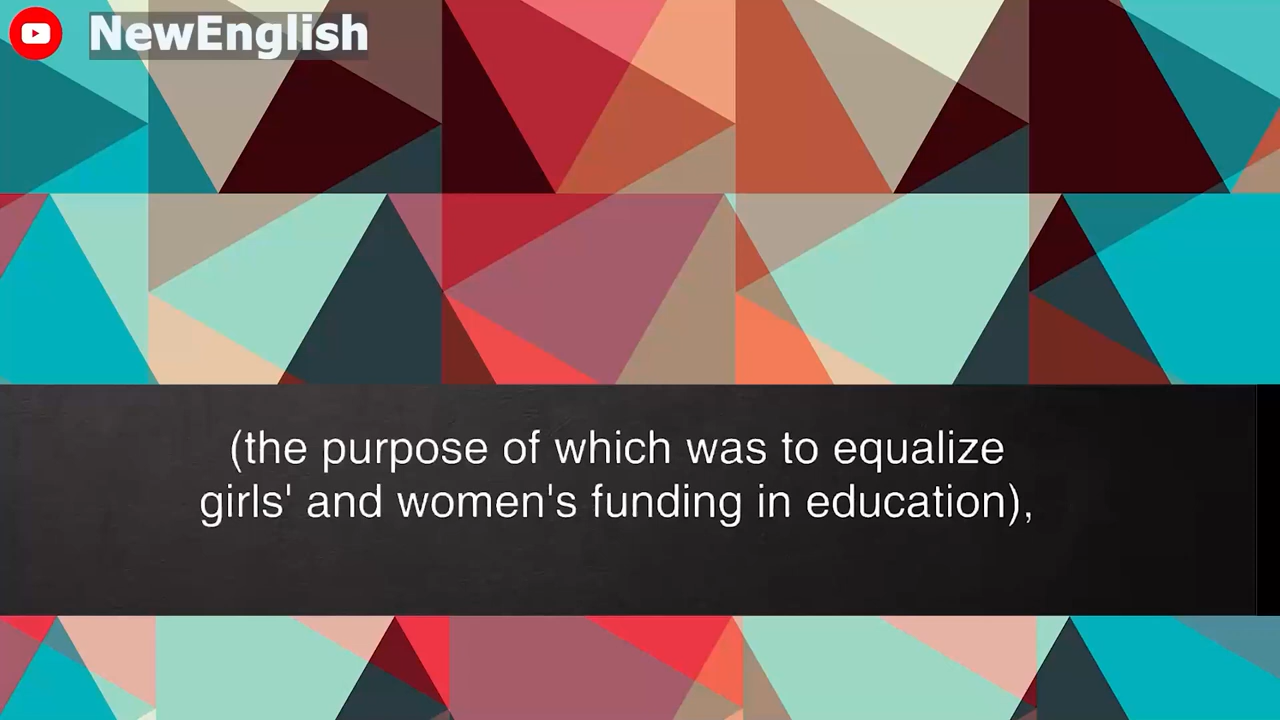 NewEnglish
(the purpose of which was to equalize
girls' and women's funding in education),